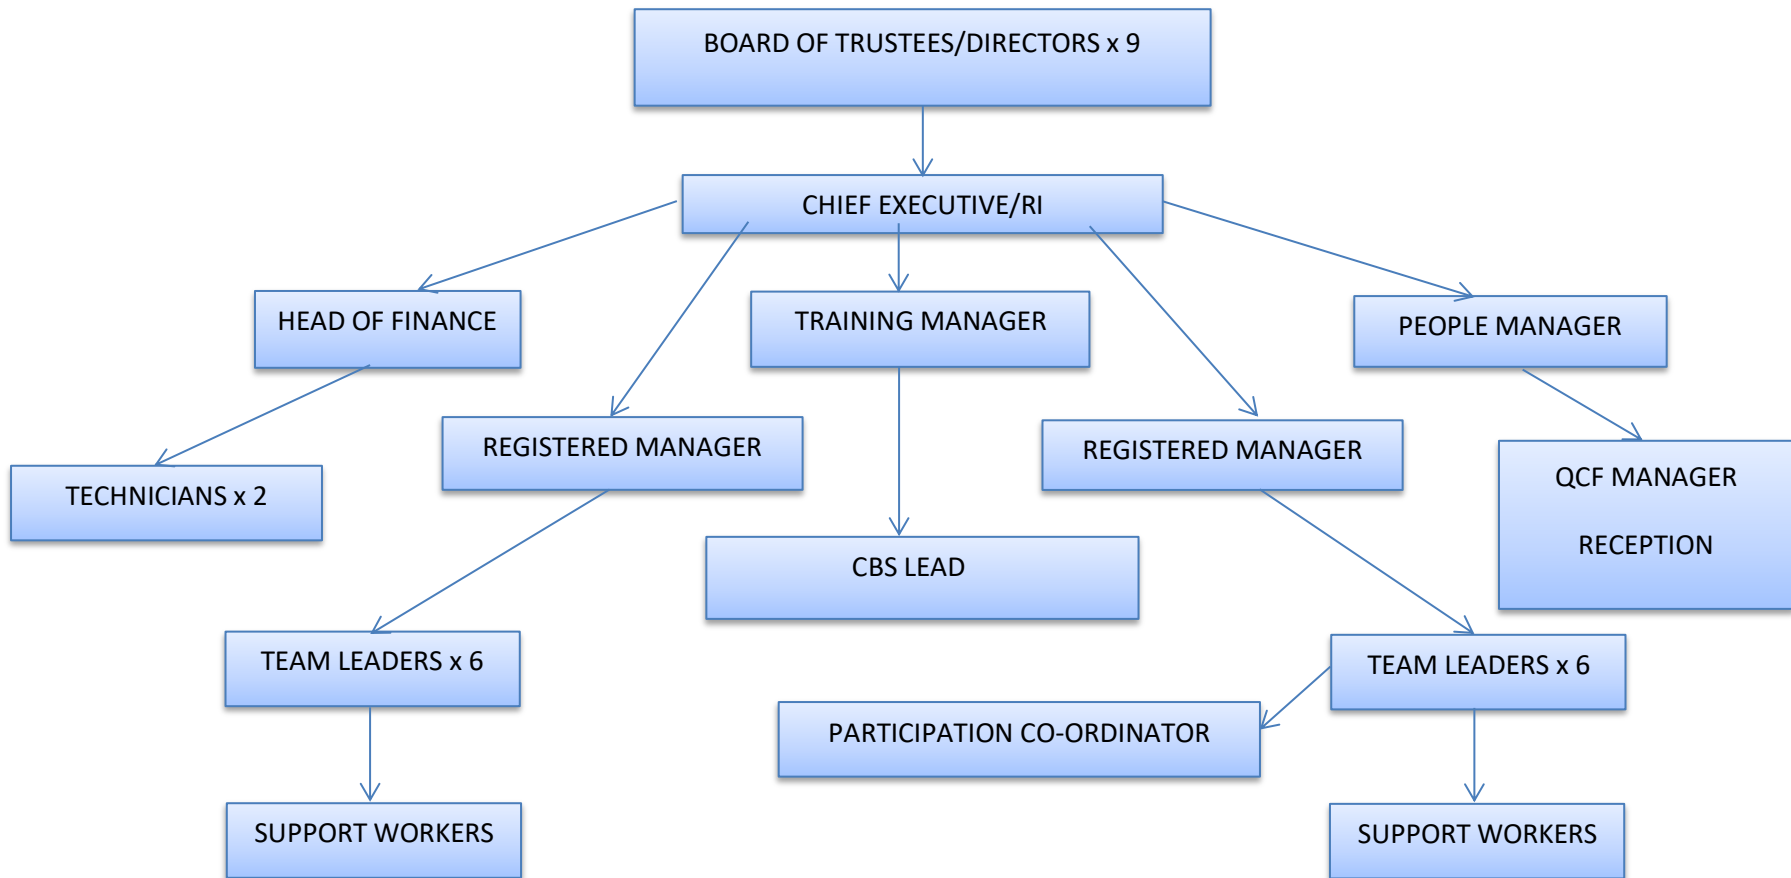 BOARD OF TRUSTEES/DIRECTORS x 9
CHIEF EXECUTIVE/RI
HEAD OF FINANCE
TRAINING MANAGER
PEOPLE MANAGER
REGISTERED MANAGER
REGISTERED MANAGER
TECHNICIANS x 2
QCF MANAGER
RECEPTION
CBS LEAD
TEAM LEADERS x 6
TEAM LEADERS x 6
PARTICIPATION CO-ORDINATOR
SUPPORT WORKERS
SUPPORT WORKERS